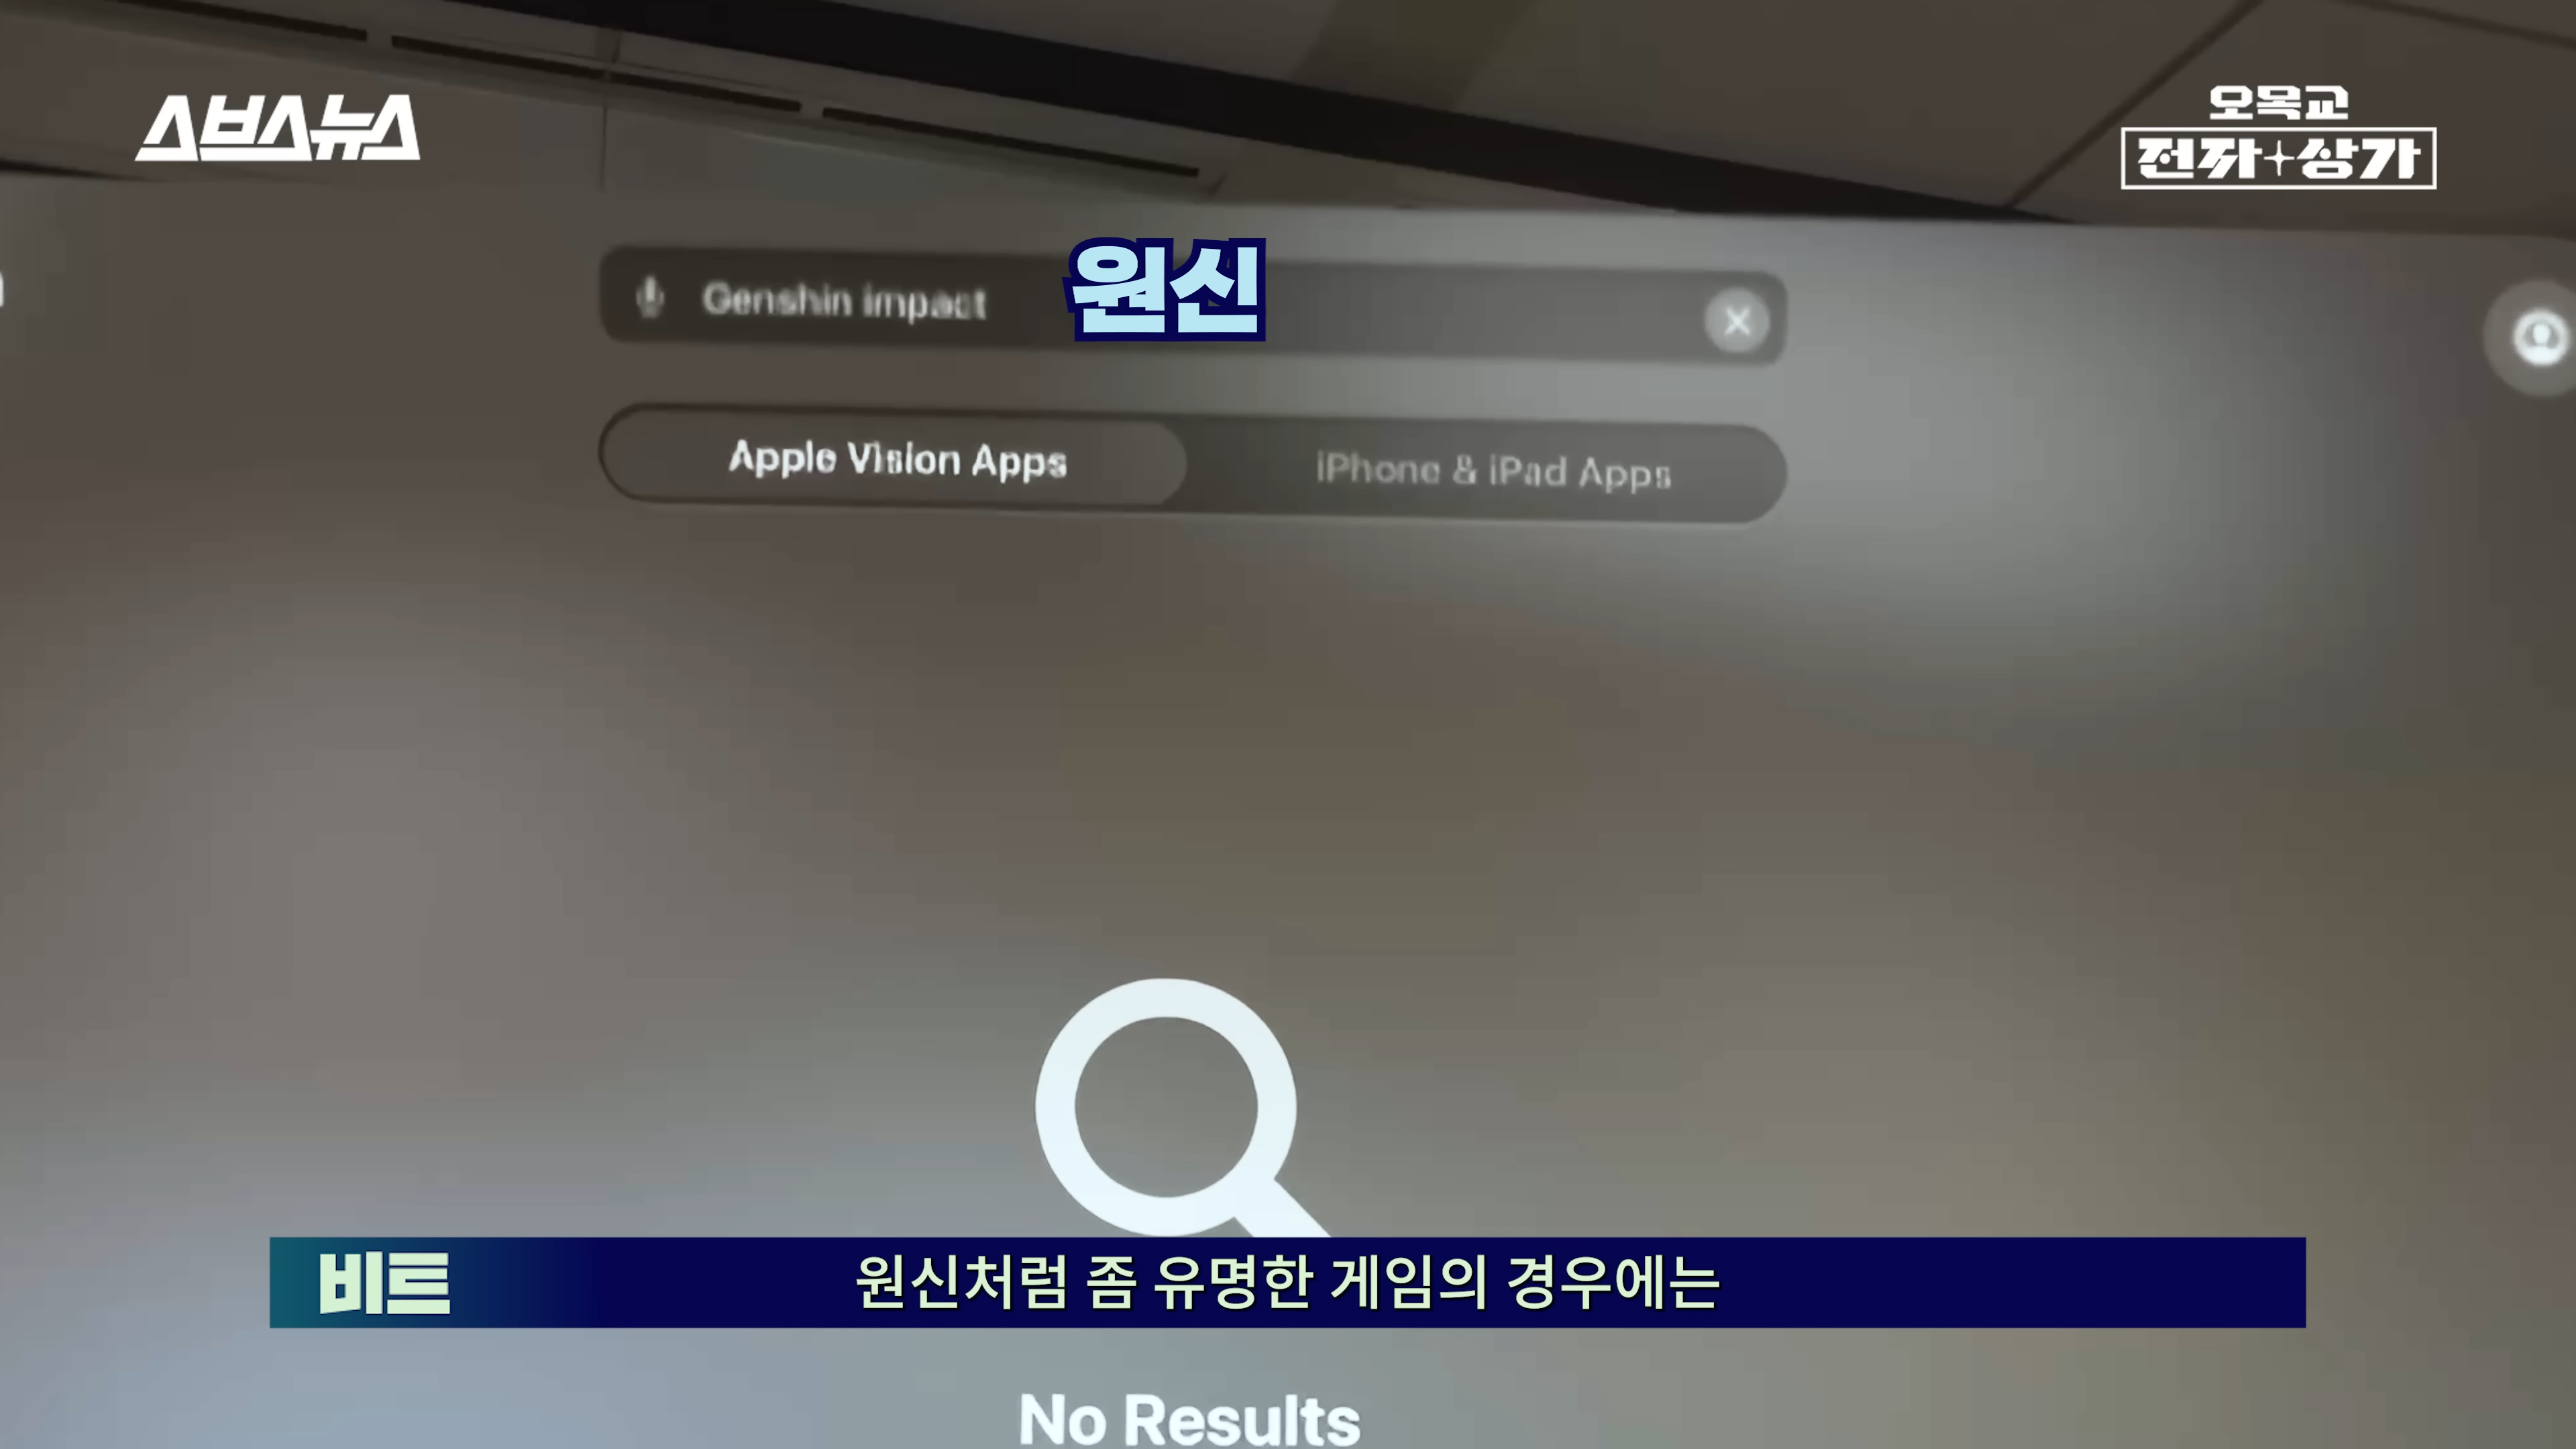 스브스뉴스
오목교
전자상가
원신
Genshin impact
Apple Vision Apps
iPhone & iPad Apps
비트
원신처럼 좀 유명한 게임의 경우에는
No Results